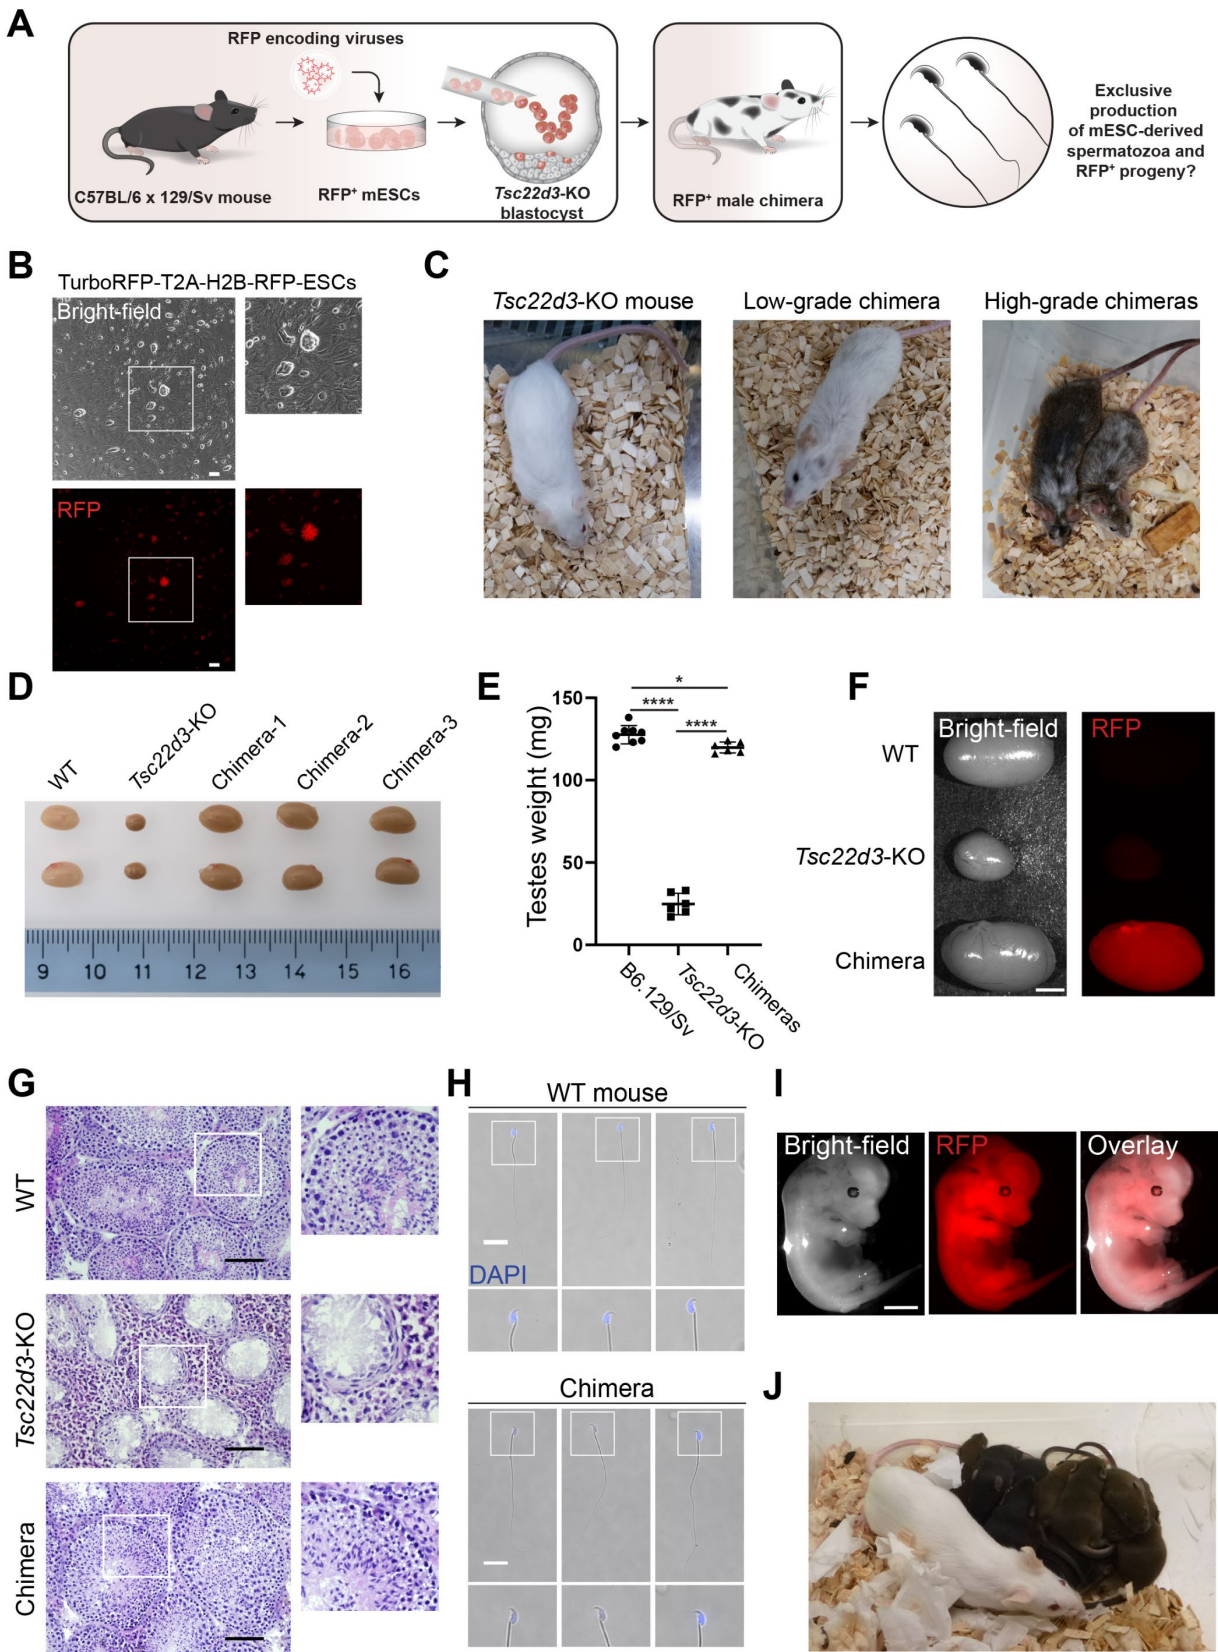 A
RFP encoding viruses
C57BL/6 x 129/Sv mouse
RFP⁺ mESCs
Tsc22d3-KO
blastocyst
RFP⁺ male chimera
Exclusive
production
of mESC-derived
spermatozoa and
RFP⁺ progeny?
B
TurboRFP-T2A-H2B-RFP-ESCs
Bright-field
RFP
C
Tsc22d3-KO mouse
Low-grade chimera
High-grade chimeras
D
WT
Tsc22d3-KO
Chimera-1
Chimera-2
Chimera-3
9 10 11 12 13 14 15 16
E
Testes weight (mg)
150
100
50
0
*
****
****
B6.129/Sv
Tsc22d3-KO
Chimeras
F
Bright-field
RFP
WT
Tsc22d3-KO
Chimera
G
WT
Tsc22d3-KO
Chimera
H
WT mouse
DAPI
Chimera
I
Bright-field
RFP
Overlay
J